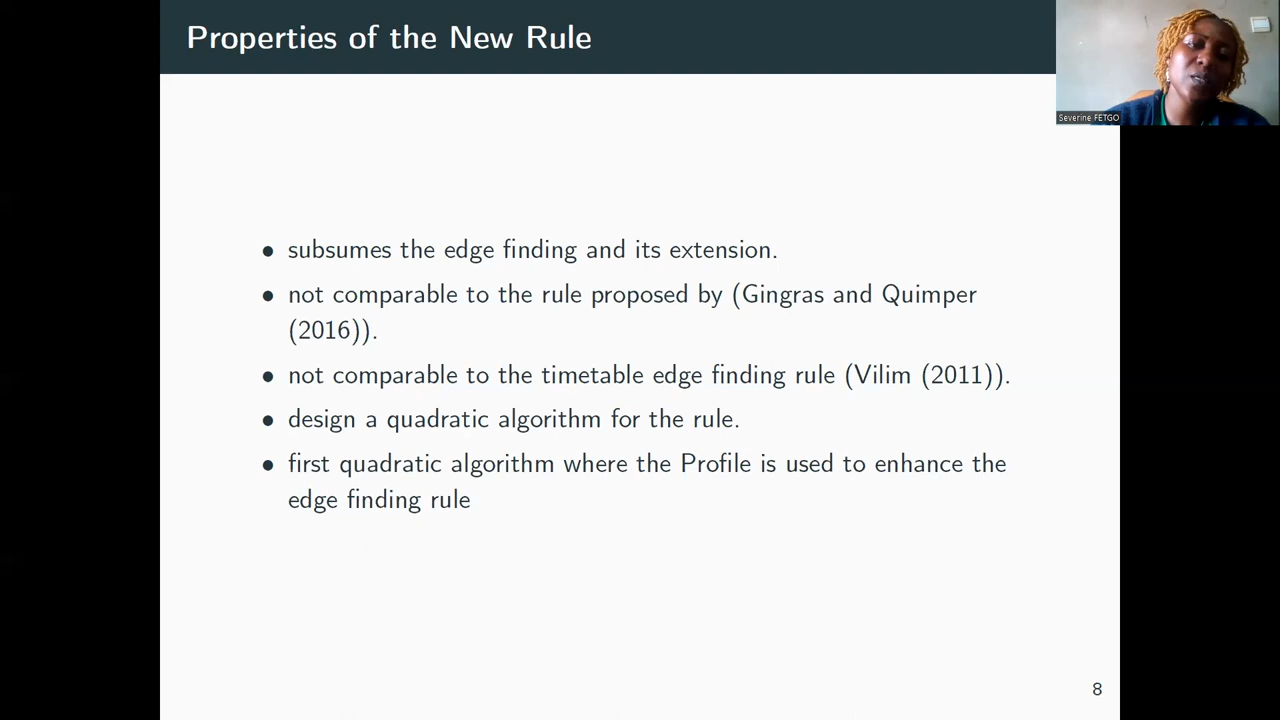 Properties of the New Rule
Severine FETGO
• subsumes the edge finding and its extension.
• not comparable to the rule proposed by (Gingras and Quimper
(2016)).
• not comparable to the timetable edge finding rule (Vilim (2011)).
• design a quadratic algorithm for the rule.
• first quadratic algorithm where the Profile is used to enhance the
edge finding rule
8